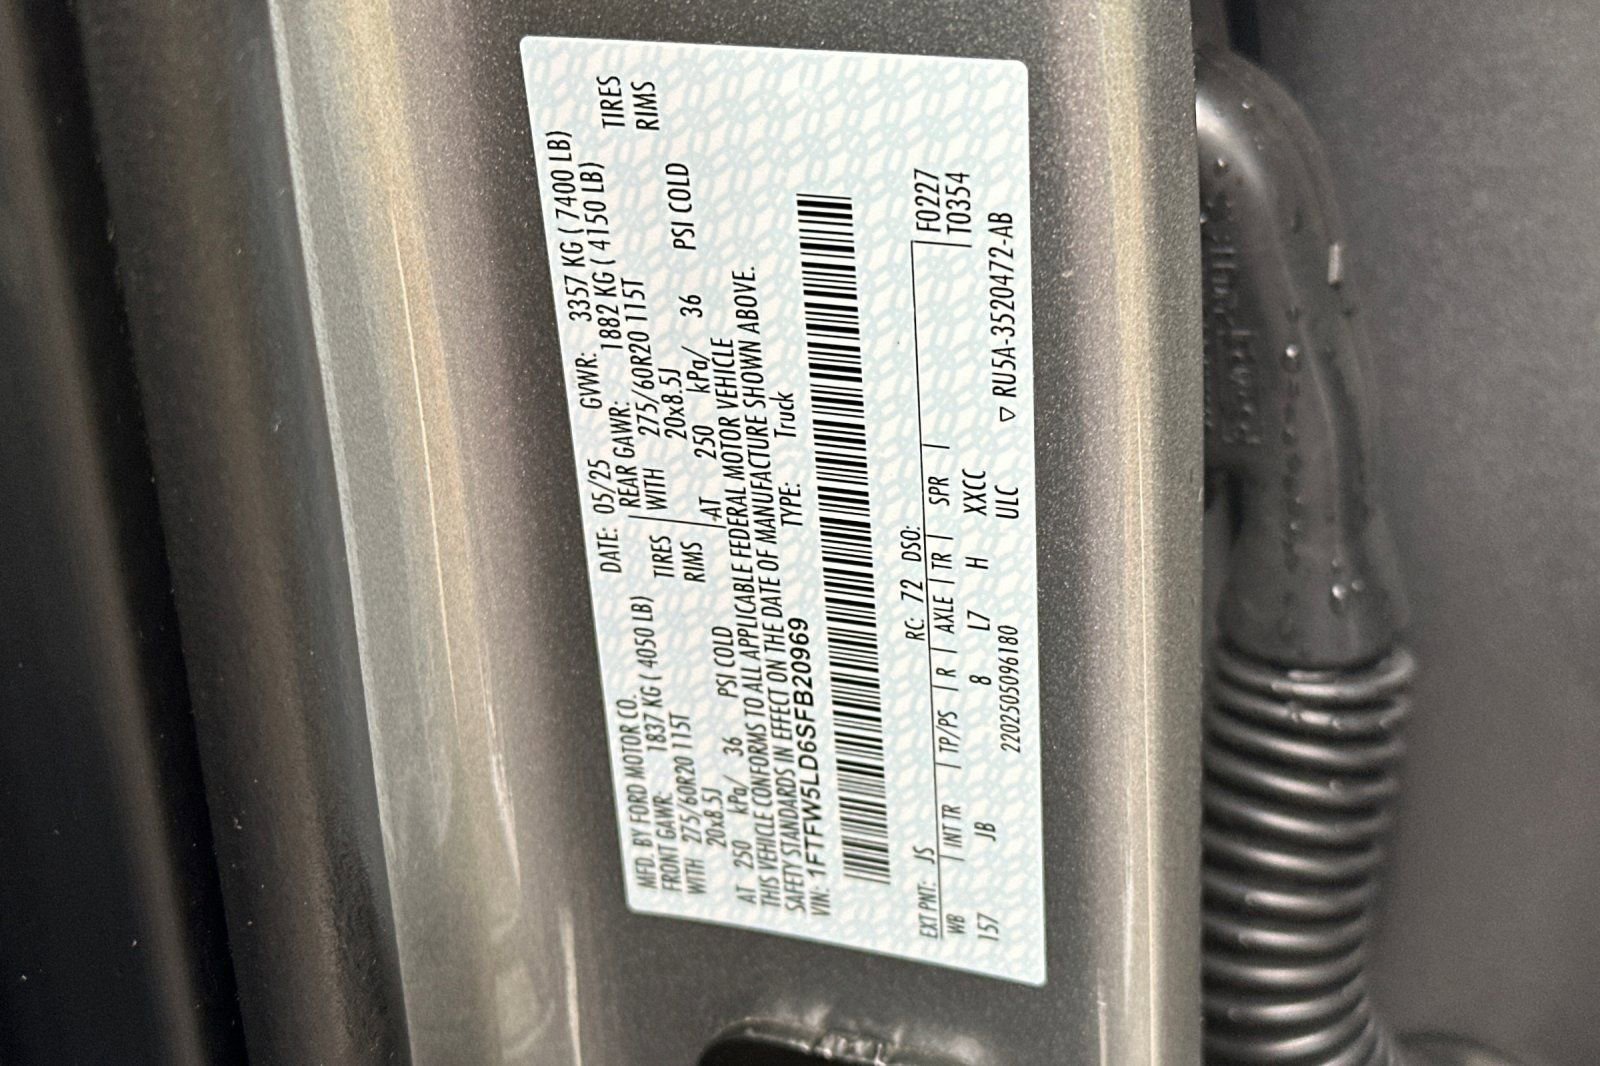 MFD. BY FORD MOTOR CO.
DATE: 05/25 GVWR: 3357 KG ( 7400 LB)
FRONT GAWR: 1837 KG ( 4050 LB)
REAR GAWR: 1882 KG ( 4150 LB)
WITH 275/60R20 115T TIRES
WITH 275/60R20 115T TIRES
20x8.5J RIMS
20x8.5J RIMS
AT 250 kPa/ 36 PSI COLD
AT 250 kPa/ 36 PSI COLD
THIS VEHICLE CONFORMS TO ALL APPLICABLE FEDERAL MOTOR VEHICLE
SAFETY STANDARDS IN EFFECT ON THE DATE OF MANUFACTURE SHOWN ABOVE.
VIN: 1FTFW5LD6SFB20969 TYPE: Truck
EXT PNT: JS RC: 72 DSO: F0227
WB | INT TR | TP/PS | R | AXLE | TR | SPR | T0354
157 JB 8 L7 H XXCC
2202505096180 ULC ▽ RU5A-3520472-AB